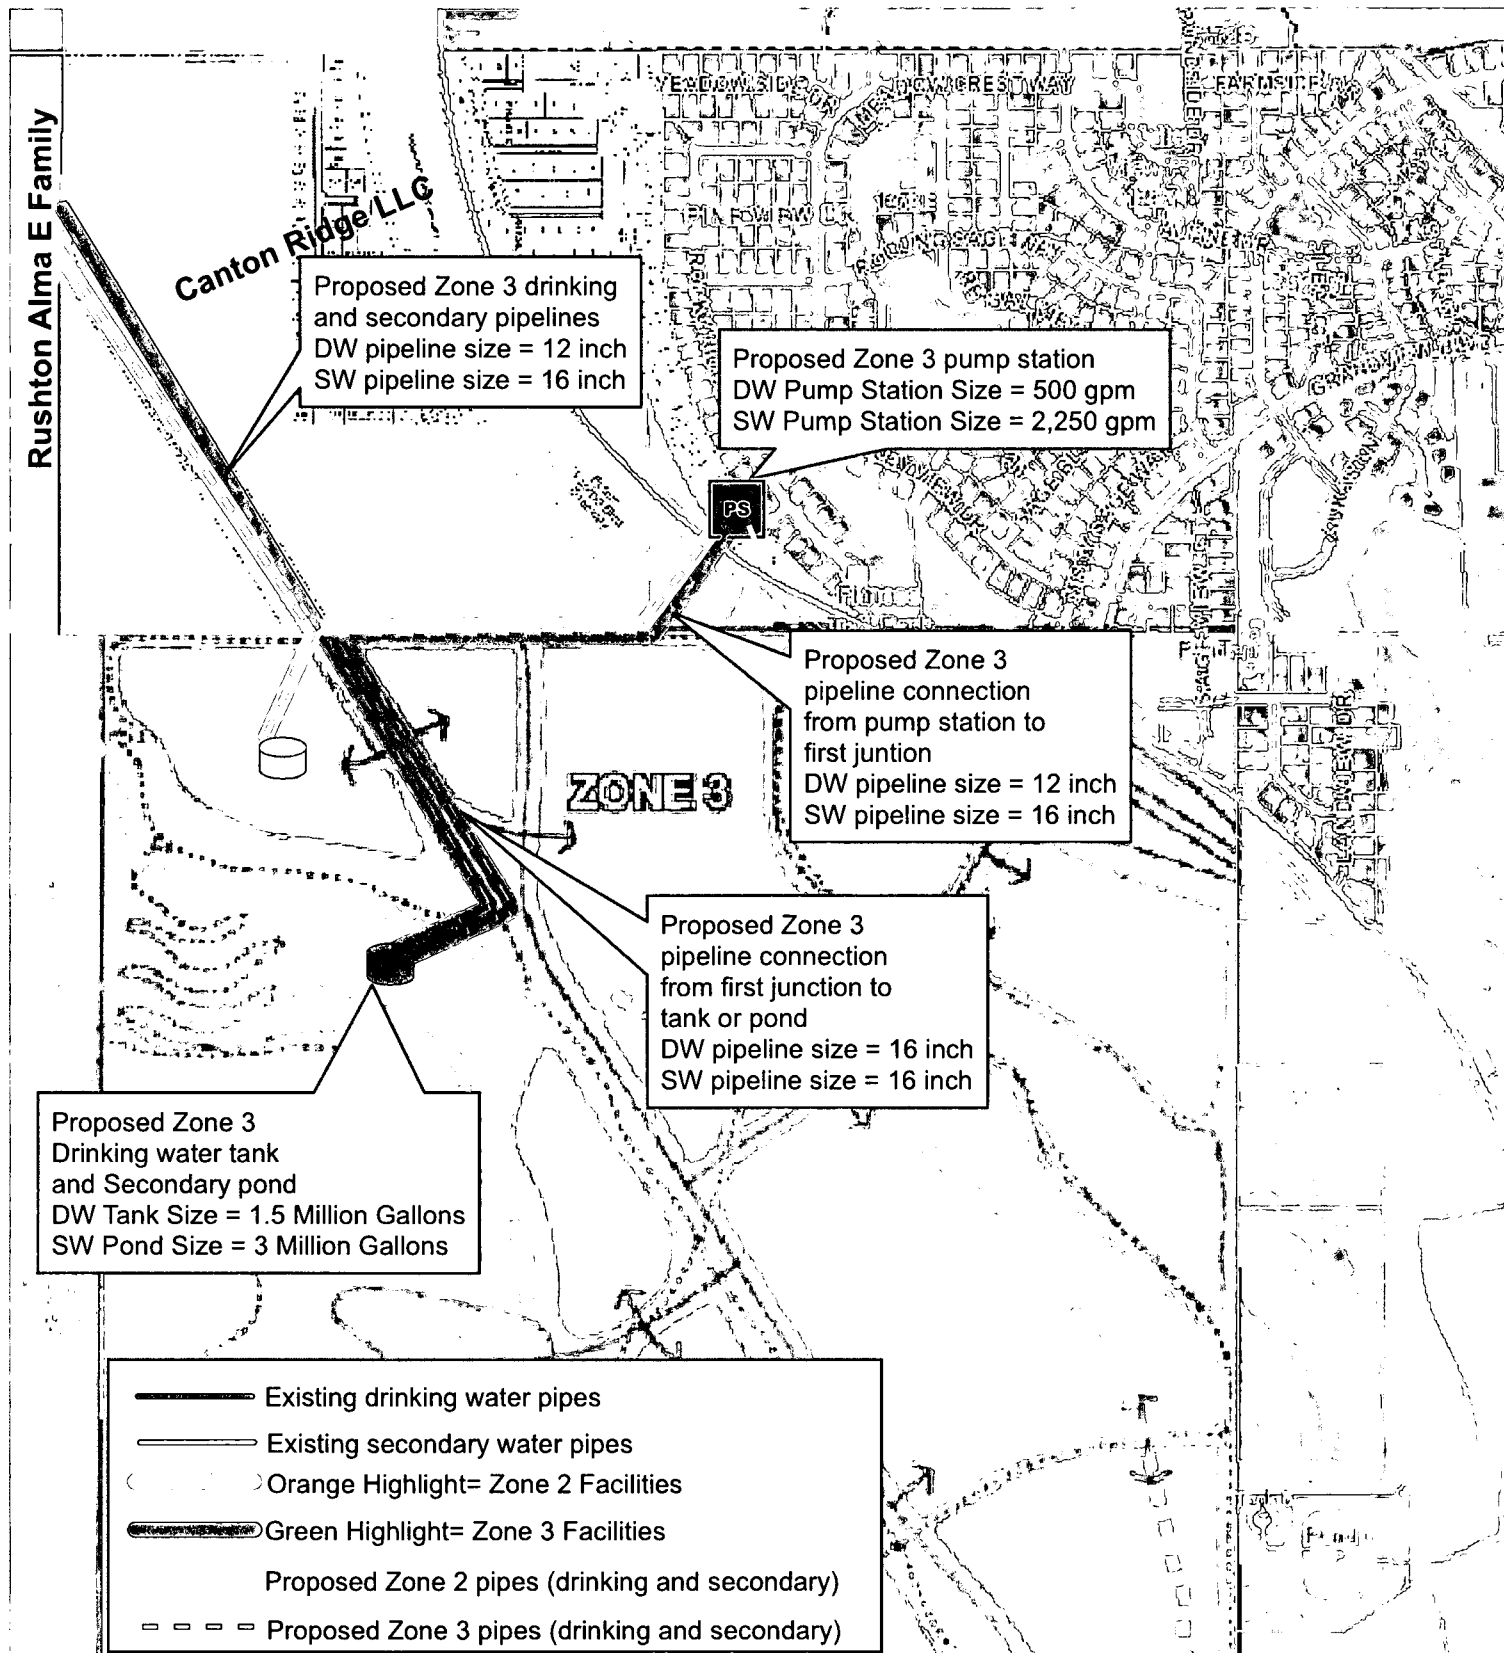 Rushton Alma E Family
Canton Ridge LLC
Proposed Zone 3 drinking
and secondary pipelines
DW pipeline size = 12 inch
SW pipeline size = 16 inch
Proposed Zone 3 pump station
DW Pump Station Size = 500 gpm
SW Pump Station Size = 2,250 gpm
PS
Proposed Zone 3
pipeline connection
from pump station to
first juntion
DW pipeline size = 12 inch
SW pipeline size = 16 inch
LANDVIEW DR
ZONE 3
Proposed Zone 3
pipeline connection
from first junction to
tank or pond
DW pipeline size = 16 inch
SW pipeline size = 16 inch
Proposed Zone 3
Drinking water tank
and Secondary pond
DW Tank Size = 1.5 Million Gallons
SW Pond Size = 3 Million Gallons
Existing drinking water pipes
Existing secondary water pipes
Orange Highlight= Zone 2 Facilities
Green Highlight= Zone 3 Facilities
Proposed Zone 2 pipes (drinking and secondary)
Proposed Zone 3 pipes (drinking and secondary)